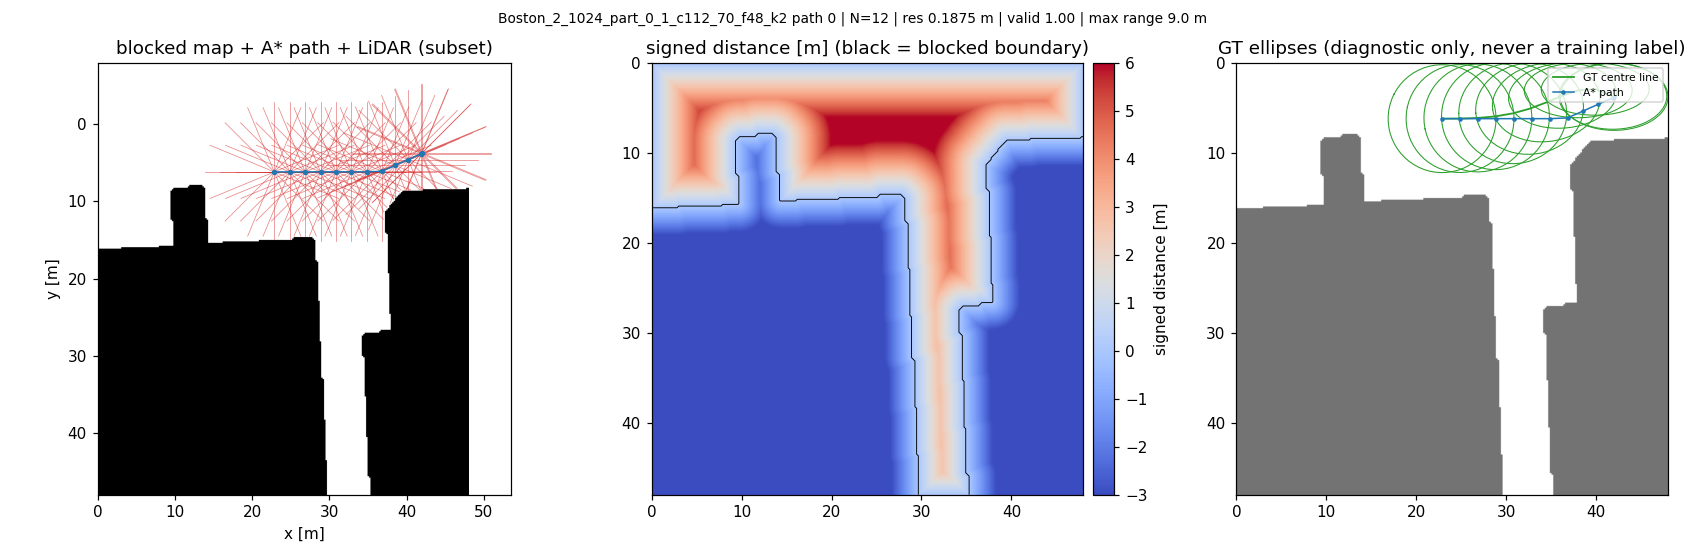 Boston_2_1024_part_0_1_c112_70_f48_k2 path 0 | N=12 | res 0.1875 m | valid 1.00 | max range 9.0 m
blocked map + A* path + LiDAR (subset)
0
10
20
30
40
y [m]
0 10 20 30 40 50
x [m]
signed distance [m] (black = blocked boundary)
0
10
20
30
40
0 10 20 30 40
6
5
4
3
2
1
0
−1
−2
−3
signed distance [m]
GT ellipses (diagnostic only, never a training label)
GT centre line
A* path
0
10
20
30
40
0 10 20 30 40